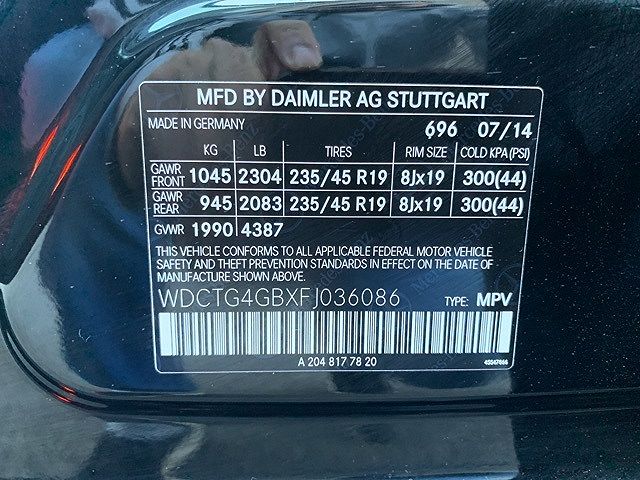 MFD BY DAIMLER AG STUTTGART
MADE IN GERMANY 696 07/14
KG LB TIRES RIM SIZE COLD KPA(PSI)
GAWR FRONT 1045 2304 235/45 R19 8Jx19 300(44)
GAWR REAR 945 2083 235/45 R19 8Jx19 300(44)
GVWR 1990 4387
THIS VEHICLE CONFORMS TO ALL APPLICABLE FEDERAL MOTOR VEHICLE
SAFETY AND THEFT PREVENTION STANDARDS IN EFFECT ON THE DATE
OF MANUFACTURE SHOWN ABOVE
WDCTG4GBXFJ036086 TYPE: MPV
A 204 817 78 20